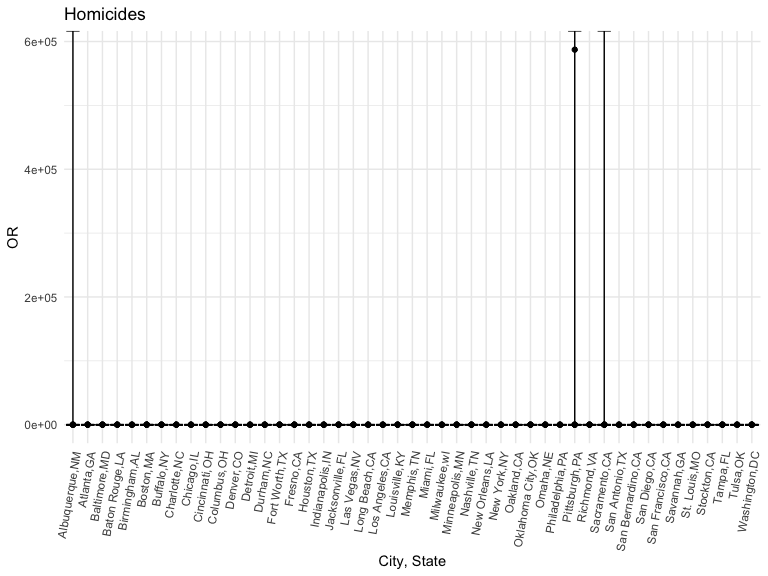 Homicides
6e+05
4e+05
2e+05
0e+00
OR
Albuquerque,NM
Atlanta,GA
Baltimore,MD
Baton Rouge,LA
Birmingham,AL
Boston,MA
Buffalo,NY
Charlotte,NC
Chicago,IL
Cincinnati,OH
Columbus,OH
Denver,CO
Detroit,MI
Durham,NC
Fort Worth,TX
Fresno,CA
Houston,TX
Indianapolis,IN
Jacksonville,FL
Las Vegas,NV
Long Beach,CA
Los Angeles,CA
Louisville,KY
Memphis,TN
Miami,FL
Milwaukee,wI
Minneapolis,MN
Nashville,TN
New Orleans,LA
New York,NY
Oakland,CA
Oklahoma City,OK
Omaha,NE
Philadelphia,PA
Pittsburgh,PA
Richmond,VA
Sacramento,CA
San Antonio,TX
San Bernardino,CA
San Diego,CA
San Francisco,CA
Savannah,GA
St. Louis,MO
Stockton,CA
Tampa,FL
Tulsa,OK
Washington,DC
City, State